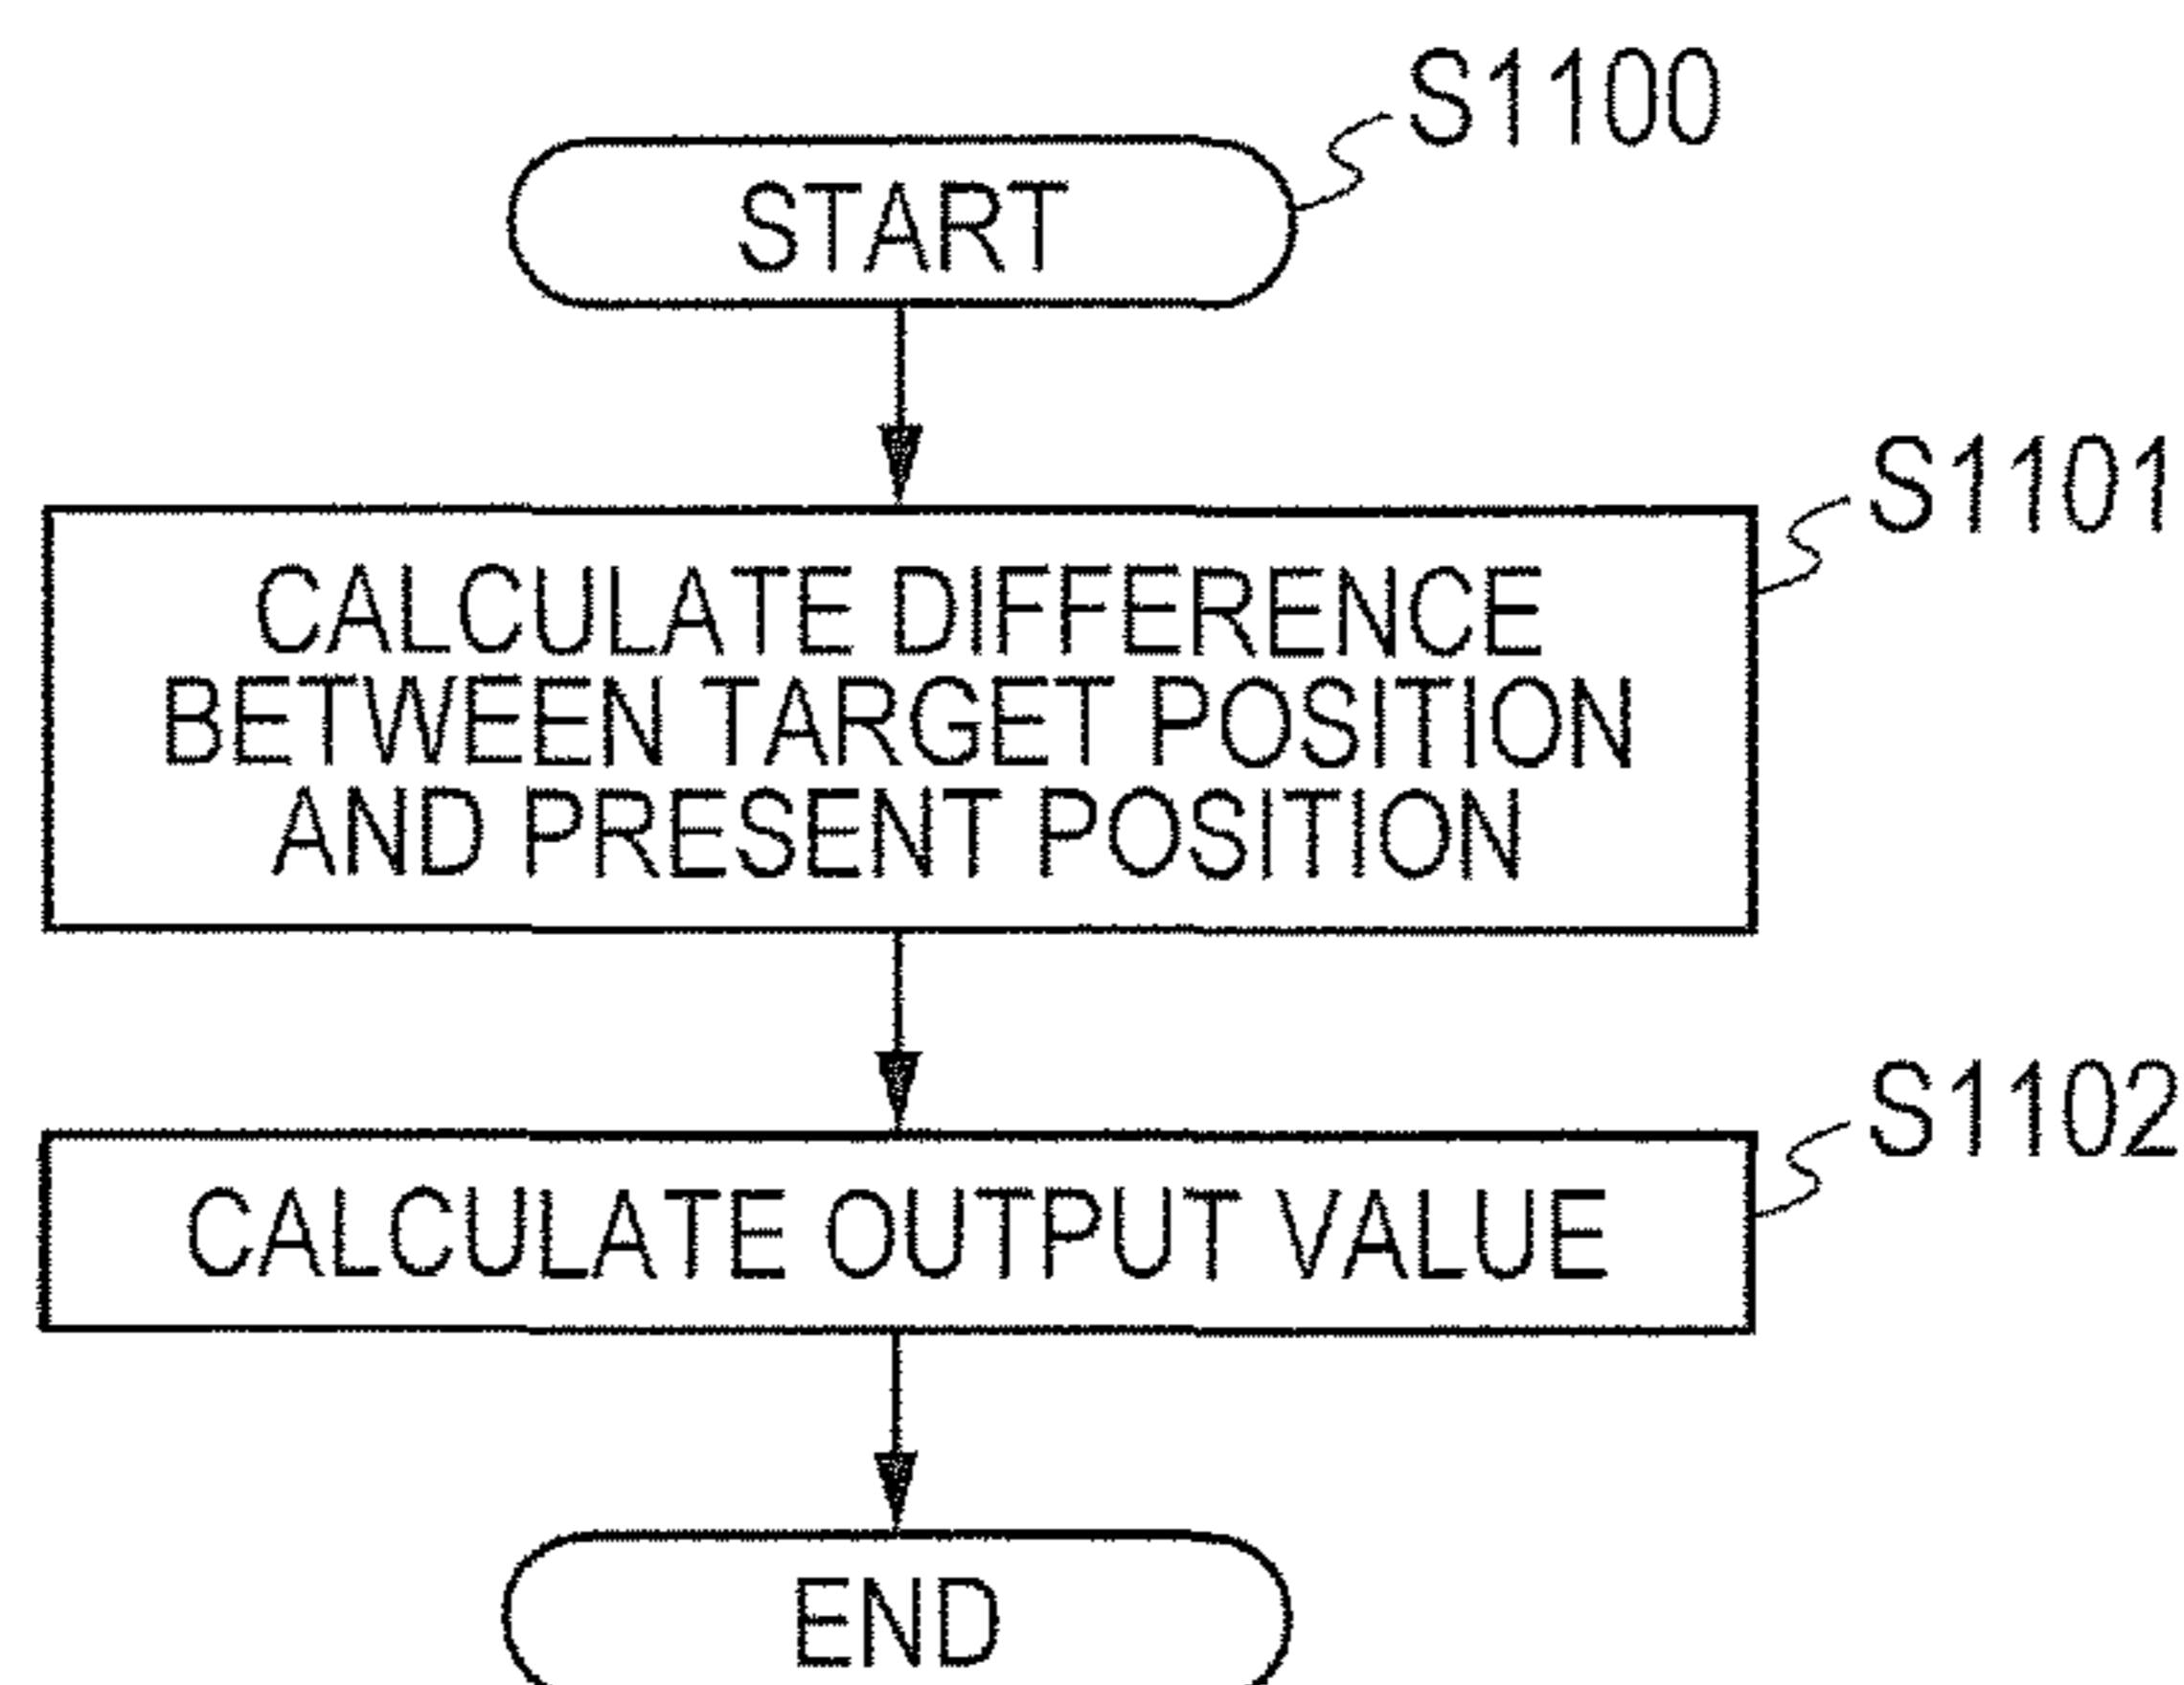 S1100
START
S1101
CALCULATE DIFFERENCE
BETWEEN TARGET POSITION
AND PRESENT POSITION
S1102
CALCULATE OUTPUT VALUE
END